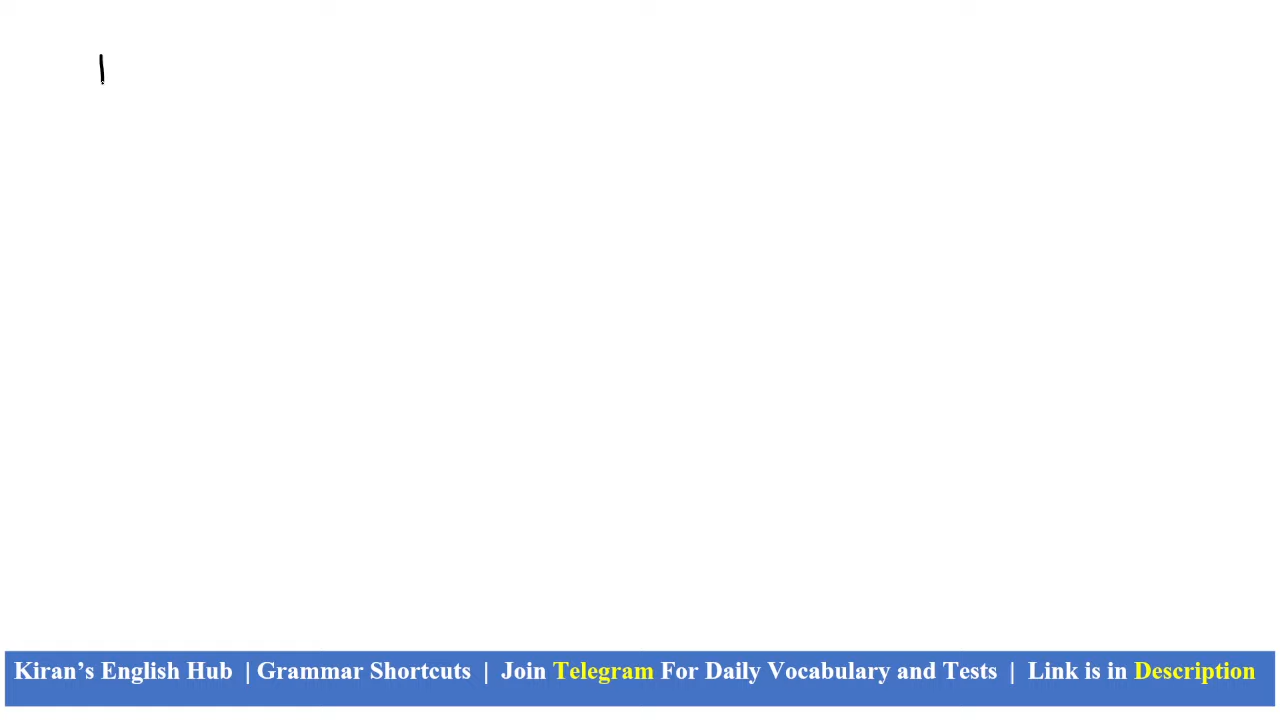 Kiran’s English Hub | Grammar Shortcuts | Join Telegram For Daily Vocabulary and Tests | Link is in Description